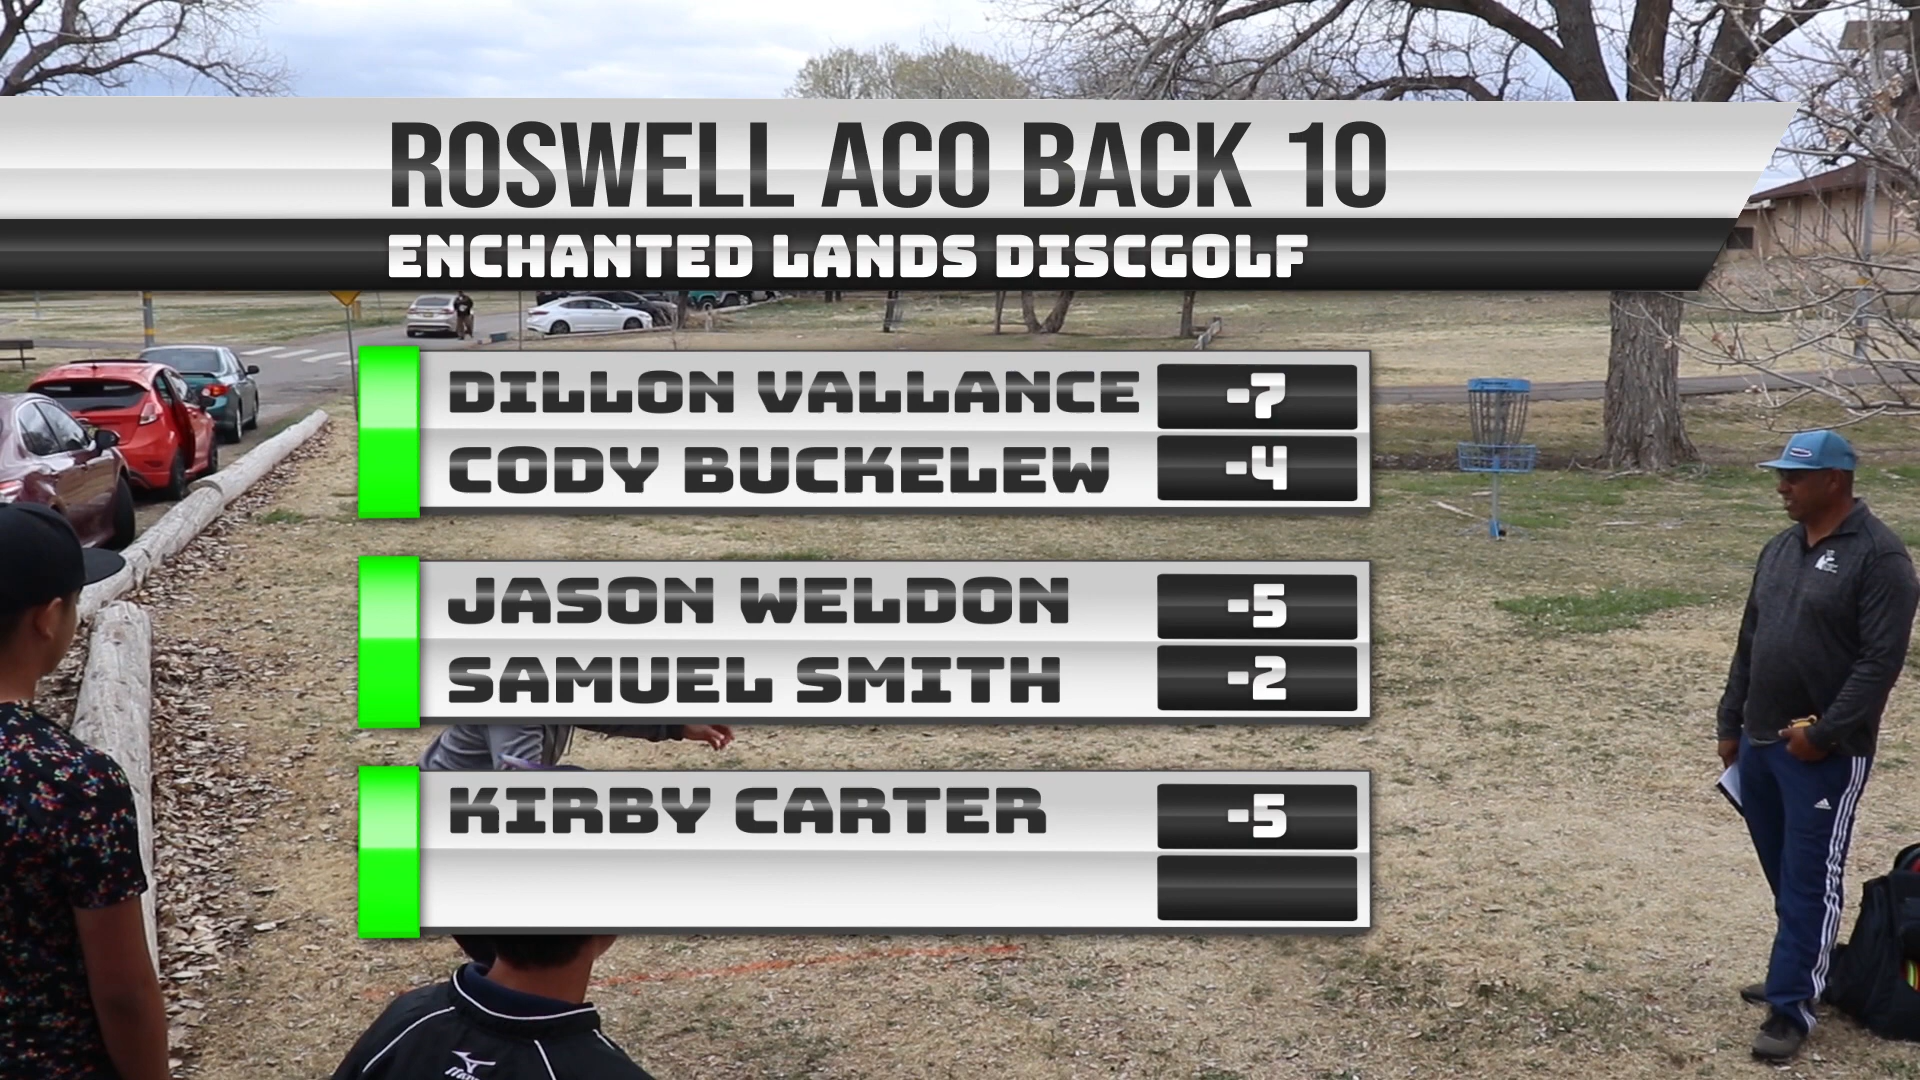 ROSWELL ACO BACK 10
ENCHANTED LANDS DISCGOLF
DILLON VALLANCE -7
CODY BUCKELEW -4
JASON WELDON -5
SAMUEL SMITH -2
KIRBY CARTER -5